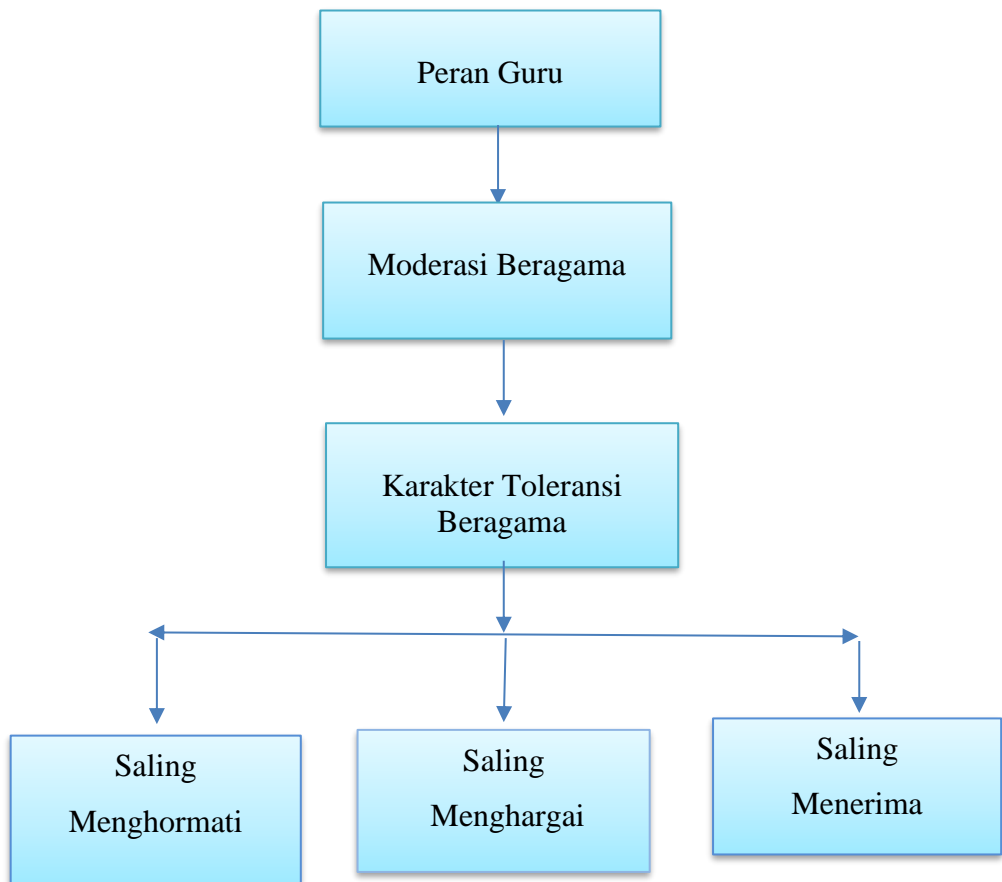 Peran Guru
Moderasi Beragama
Karakter Toleransi
Beragama
Saling
Menghormati
Saling
Menghargai
Saling
Menerima